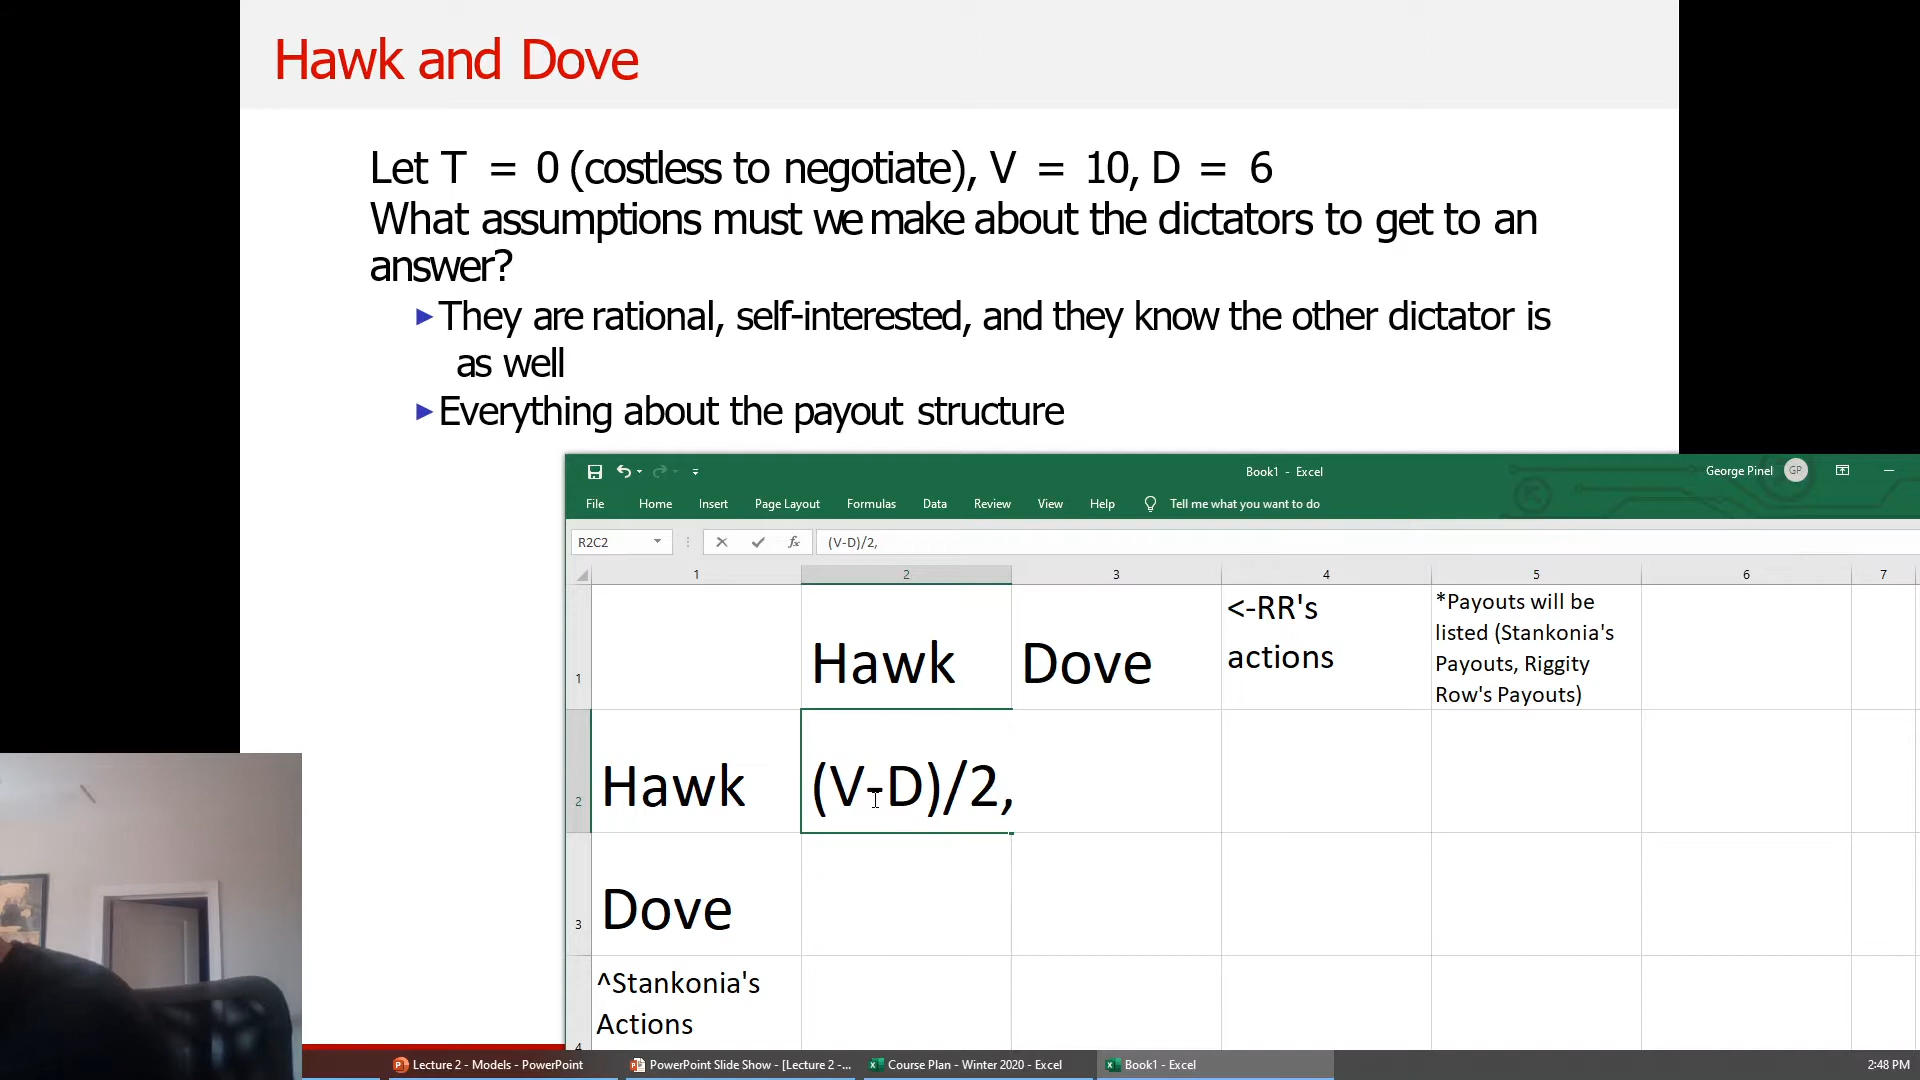 Hawk and Dove
Let T = 0 (costless to negotiate), V = 10, D = 6
What assumptions must we make about the dictators to get to an
answer?
They are rational, self-interested, and they know the other dictator is
as well
Everything about the payout structure
Book1 - Excel
George Pinel
GP
File Home Insert Page Layout Formulas Data Review View Help Tell me what you want to do
R2C2
fx
(V-D)/2,
1 2 3 4 5 6 7
1
Hawk
Dove
<-RR's
actions
*Payouts will be
listed (Stankonia's
Payouts, Riggity
Row's Payouts)
2
Hawk
(V-D)/2,
3
Dove
4
^Stankonia's
Actions
Lecture 2 - Models - PowerPoint
PowerPoint Slide Show - [Lecture 2 -...
Course Plan - Winter 2020 - Excel
Book1 - Excel
2:48 PM